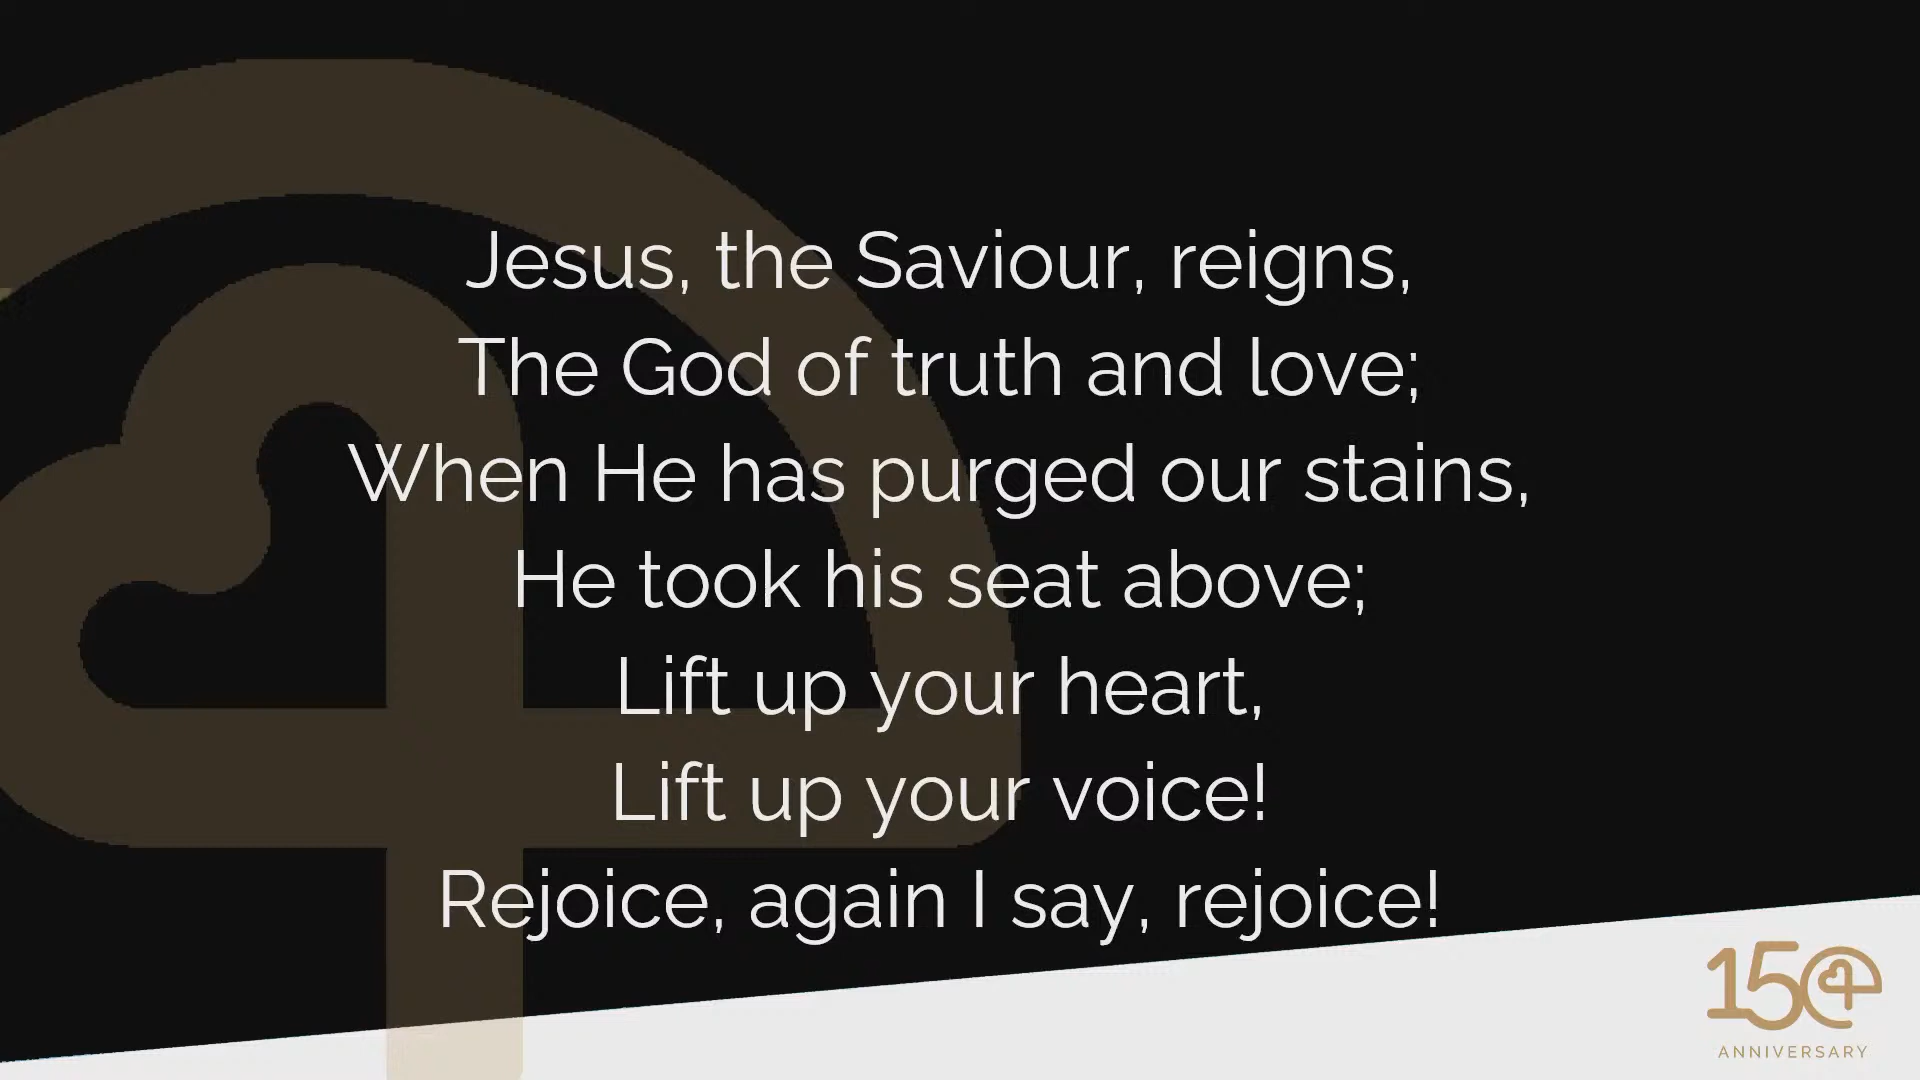 Jesus, the Saviour, reigns,
The God of truth and love;
When He has purged our stains,
He took his seat above;
Lift up your heart,
Lift up your voice!
Rejoice, again I say, rejoice!
150
ANNIVERSARY